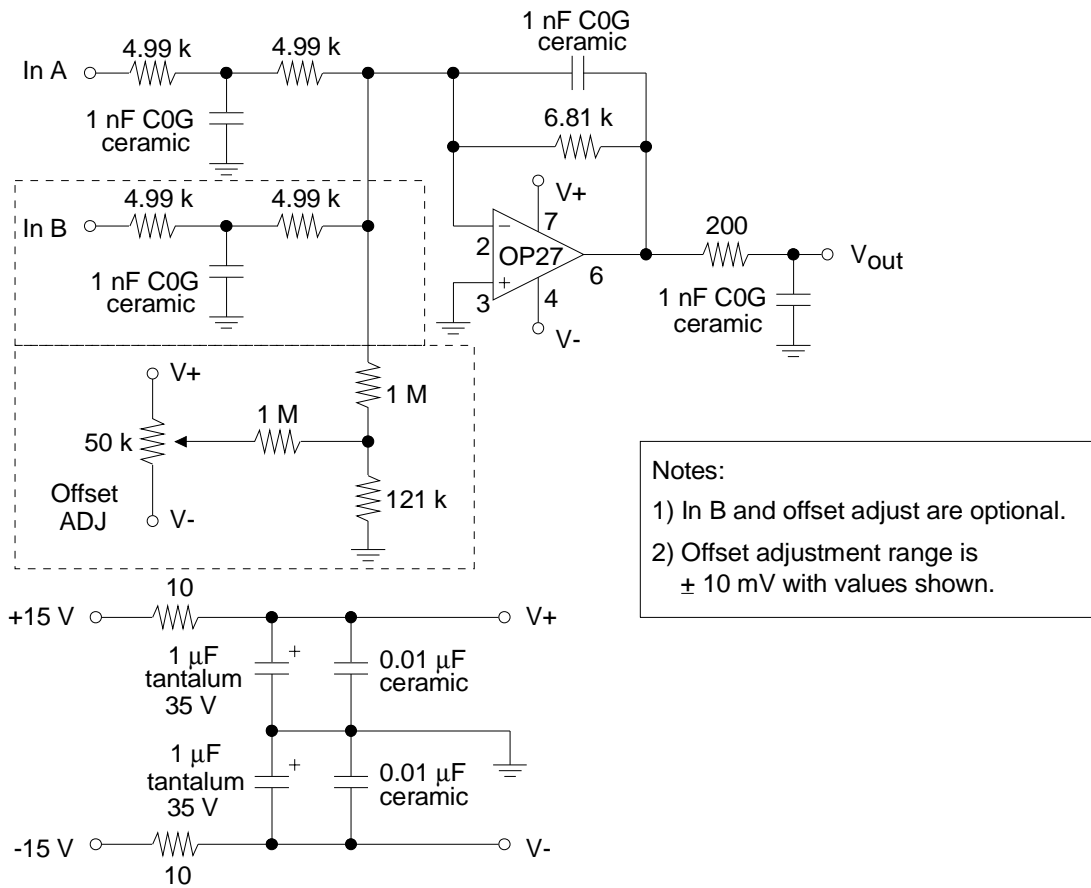 1 nF C0G
ceramic
4.99 k
4.99 k
In A
1 nF C0G
ceramic
6.81 k
4.99 k
4.99 k
In B
1 nF C0G
ceramic
V+
7
2
OP27
6
3
4
V-
200
Vout
1 nF C0G
ceramic
V+
1 M
1 M
50 k
Offset
ADJ
V-
121 k
Notes:
1) In B and offset adjust are optional.
2) Offset adjustment range is
± 10 mV with values shown.
10
+15 V
V+
1 µF
tantalum
35 V
+
0.01 µF
ceramic
1 µF
tantalum
35 V
+
0.01 µF
ceramic
-15 V
V-
10